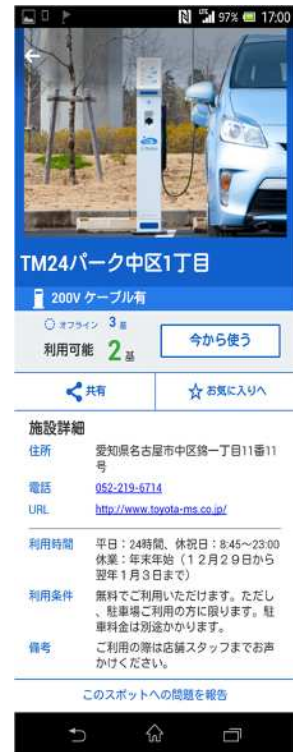 97% 17:00
TM24パーク中区1丁目
200V ケーブル有
オフライン 3基
利用可能 2基
今から使う
共有
お気に入りへ
施設詳細
住所 愛知県名古屋市中区錦一丁目11番11
号
電話 052-219-6714
URL http://www.toyota-ms.co.jp/
利用時間 平日：24時間、休祝日：8:45～23:00
休業：年末年始（１２月２９日から
翌年１月３日まで）
利用条件 無料でご利用いただけます。ただし
、駐車場ご利用の方に限ります。駐
車料金は別途かかります。
備考 ご利用の際は店舗スタッフまでお声
かけください。
このスポットへの問題を報告